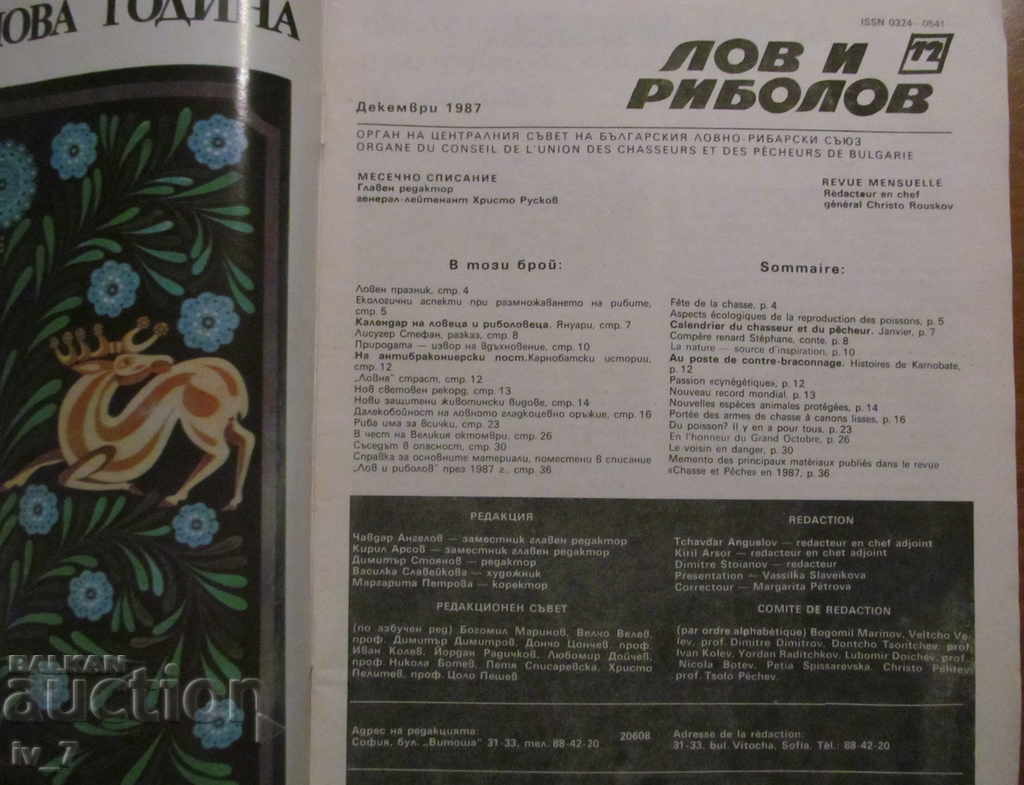 НОВА ГОДИНА
ISSN 0324-0541
ЛОВ И 12
РИБОЛОВ
Декември 1987
ОРГАН НА ЦЕНТРАЛНИЯ СЪВЕТ НА БЪЛГАРСКИЯ ЛОВНО-РИБАРСКИ СЪЮЗ
ORGANE DU CONSEIL DE L'UNION DES CHASSEURS ET DES PÊCHEURS DE BULGARIE
МЕСЕЧНО СПИСАНИЕ
Главен редактор
генерал-лейтенант Христо Русков
REVUE MENSUELLE
Rédacteur en chef
général Christo Rouskov
В този брой:
Ловен празник, стр. 4
Екологични аспекти при размножаването на рибите,
стр. 5
Календар на ловеца и риболовеца. Януари, стр. 7
Лисугер Стефан, разказ, стр. 8
Природата — извор на вдъхновение, стр. 10
На антибракониерски пост. Карнобатски истории,
стр. 12
„Ловна" страст, стр. 12
Нов световен рекорд, стр. 13
Нови защитени животински видове, стр. 14
Далекобойност на ловното гладкоцевно оръжие, стр. 16
Риба има за всички, стр. 23
В чест на Великия октомври, стр. 26
Съседът в опасност, стр. 30
Справка за основните материали, поместени в списание
„Лов и риболов" през 1987 г., стр. 36
Sommaire:
Fête de la chasse, p. 4
Aspects écologiques de la reproduction des poissons, p. 5
Calendrier du chasseur et du pêcheur. Janvier, p. 7
Compère renard Stéphane, conte, p. 8
La nature — source d'inspiration, p. 10
Au poste de contre-braconnage. Histoires de Karnobate,
p. 12
Passion «cynégétique», p. 12
Nouveau record mondial, p. 13
Nouvelles espèces animales protégées, p. 14
Portée des armes de chasse à canons lisses, p. 16
Du poisson? Il y en a pour tous, p. 23
En l'honneur du Grand Octobre, p. 26
Le voisin en danger, p. 30
Memento des principaux matériaux publiés dans le revue
«Chasse et Pêche» en 1987, p. 36
РЕДАКЦИЯ
Чавдар Ангелов — заместник главен редактор
Кирил Арсов — заместник главен редактор
Димитър Стоянов — редактор
Василка Славейкова — художник
Маргарита Петрова — коректор
REDACTION
Tchavdar Anguelov — redacteur en chef adjoint
Kiril Arsor — redacteur en chef adjoint
Dimitre Stoianov — redacteur
Presentation — Vassilka Slaveikova
Correctour — Margarita Pétrova
РЕДАКЦИОНЕН СЪВЕТ
(по азбучен ред) Богомил Маринов, Велчо Велев,
проф. Димитър Димитров, Дончо Цончев, проф.
Иван Колев, Йордан Радичков, Любомир Дойчев,
проф. Никола Ботев, Петя Списаревска, Христо
Пелитев, проф. Цоло Пешев
COMITE DE REDACTION
(par ordre alphabétique) Bogomil Marinov, Veltcho Ve-
lev, prof. Dimitre Dimitrov, Dontcho Tsontchev, prof.
Ivan Kolev, Yordan Raditchkov, Lubomir Doichev, prof.
Nicola Botev, Petia Spissarevska, Christo Pelitev,
prof. Tsolo Péchev.
Адрес на редакцията:
София, бул. „Витоша" 31-33, тел. 88-42-20
20608
Adresse de la rédaction:
31-33, bul. Vitocha, Sofia, Tél.: 88-42-20
BALKAN
auction
iv_7